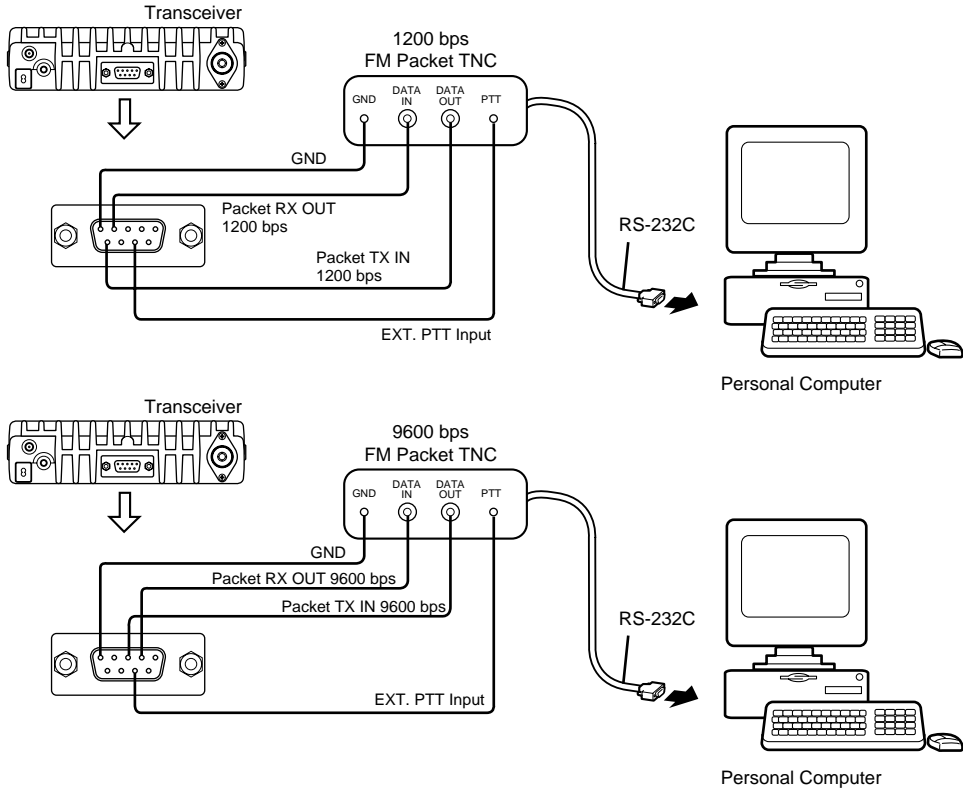 Transceiver
1200 bps
FM Packet TNC
GND
DATA
IN
DATA
OUT
PTT
GND
Packet RX OUT
1200 bps
Packet TX IN
1200 bps
EXT. PTT Input
RS-232C
Personal Computer
Transceiver
9600 bps
FM Packet TNC
GND
DATA
IN
DATA
OUT
PTT
GND
Packet RX OUT 9600 bps
Packet TX IN 9600 bps
EXT. PTT Input
RS-232C
Personal Computer